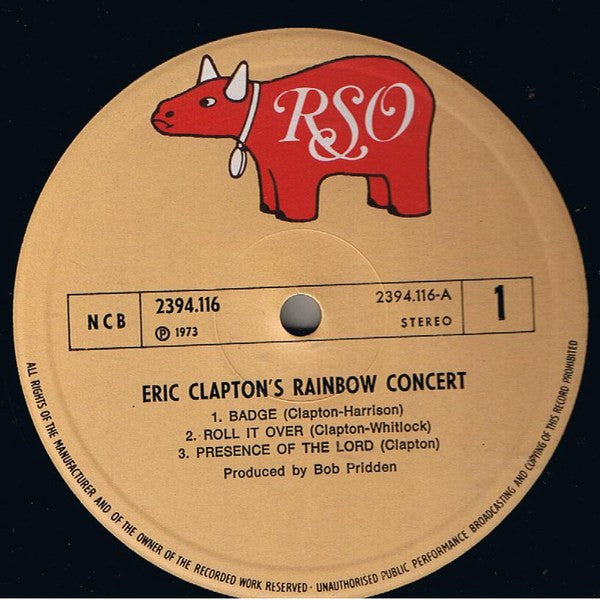 RSO
NCB
2394.116
℗ 1973
2394.116-A
STEREO
1
ERIC CLAPTON'S RAINBOW CONCERT
1. BADGE (Clapton-Harrison)
2. ROLL IT OVER (Clapton-Whitlock)
3. PRESENCE OF THE LORD (Clapton)
Produced by Bob Pridden
ALL RIGHTS OF THE MANUFACTURER AND OF THE OWNER OF THE RECORDED WORK RESERVED · UNAUTHORISED PUBLIC PERFORMANCE BROADCASTING AND COPYING OF THIS RECORD PROHIBITED